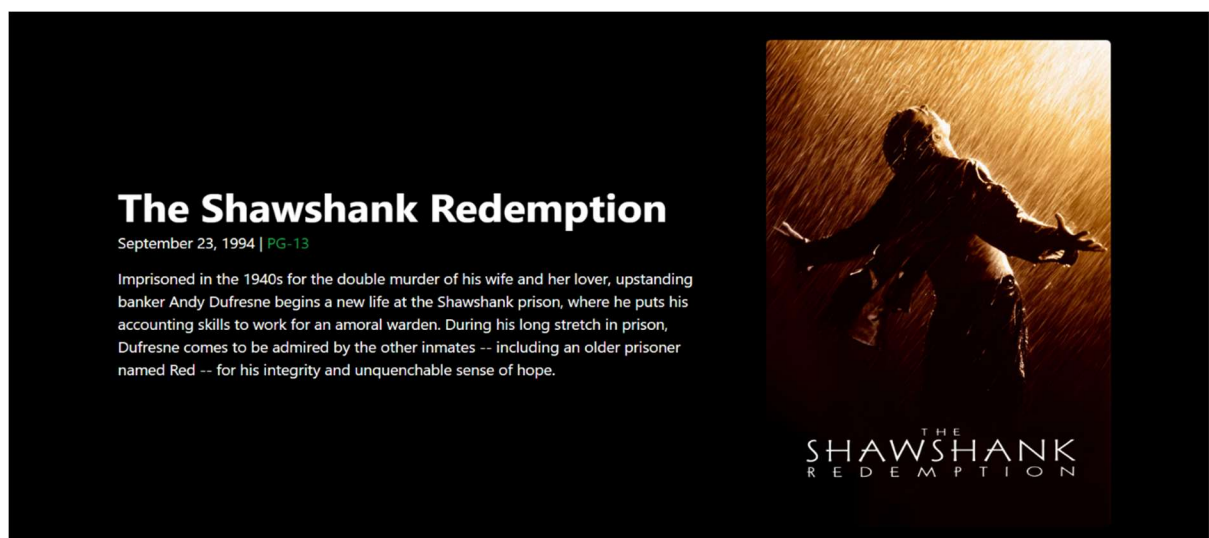 The Shawshank Redemption
September 23, 1994 | PG-13
Imprisoned in the 1940s for the double murder of his wife and her lover, upstanding
banker Andy Dufresne begins a new life at the Shawshank prison, where he puts his
accounting skills to work for an amoral warden. During his long stretch in prison,
Dufresne comes to be admired by the other inmates -- including an older prisoner
named Red -- for his integrity and unquenchable sense of hope.
THE
SHAWSHANK
REDEMPTION